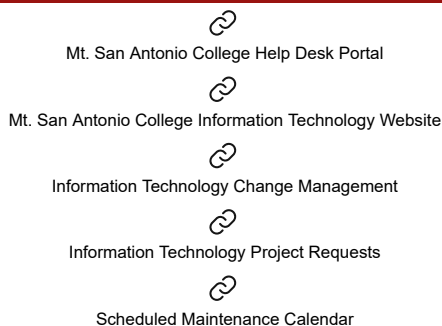 Mt. San Antonio College Help Desk Portal
Mt. San Antonio College Information Technology Website
Information Technology Change Management
Information Technology Project Requests
Scheduled Maintenance Calendar